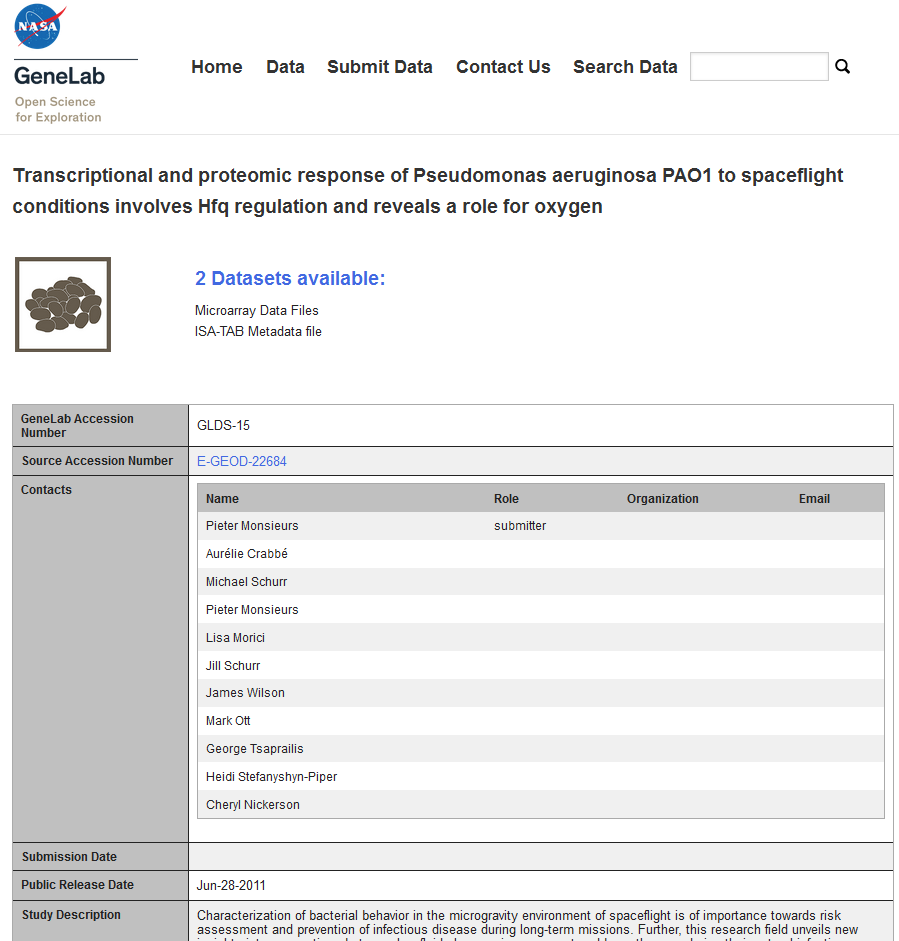 NASA
GeneLab
Open Science
for Exploration
Home Data Submit Data Contact Us Search Data
Transcriptional and proteomic response of Pseudomonas aeruginosa PAO1 to spaceflight
conditions involves Hfq regulation and reveals a role for oxygen
2 Datasets available:
Microarray Data Files
ISA-TAB Metadata file
GeneLab Accession
Number
GLDS-15
Source Accession Number E-GEOD-22684
Contacts
Name Role Organization Email
Pieter Monsieurs submitter
Aurélie Crabbé
Michael Schurr
Pieter Monsieurs
Lisa Morici
Jill Schurr
James Wilson
Mark Ott
George Tsaprailis
Heidi Stefanyshyn-Piper
Cheryl Nickerson
Submission Date
Public Release Date Jun-28-2011
Study Description
Characterization of bacterial behavior in the microgravity environment of spaceflight is of importance towards risk
assessment and prevention of infectious disease during long-term missions. Further, this research field unveils new